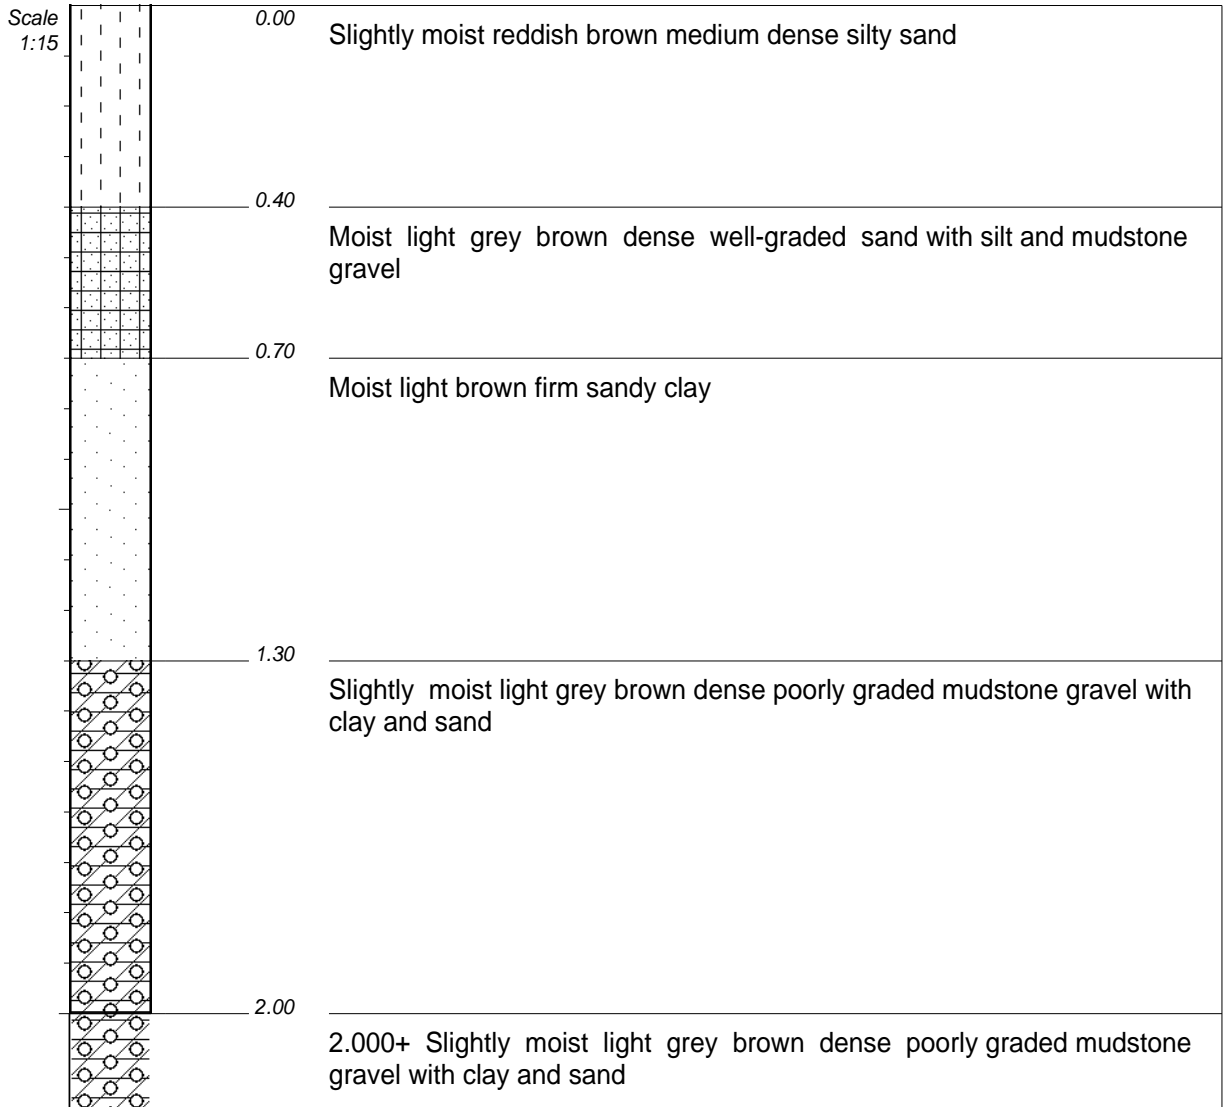 Scale
1:15
0.00
Slightly moist reddish brown medium dense silty sand
0.40
Moist light grey brown dense well-graded sand with silt and mudstone
gravel
0.70
Moist light brown firm sandy clay
1.30
Slightly moist light grey brown dense poorly graded mudstone gravel with
clay and sand
2.00
2.000+ Slightly moist light grey brown dense poorly graded mudstone
gravel with clay and sand